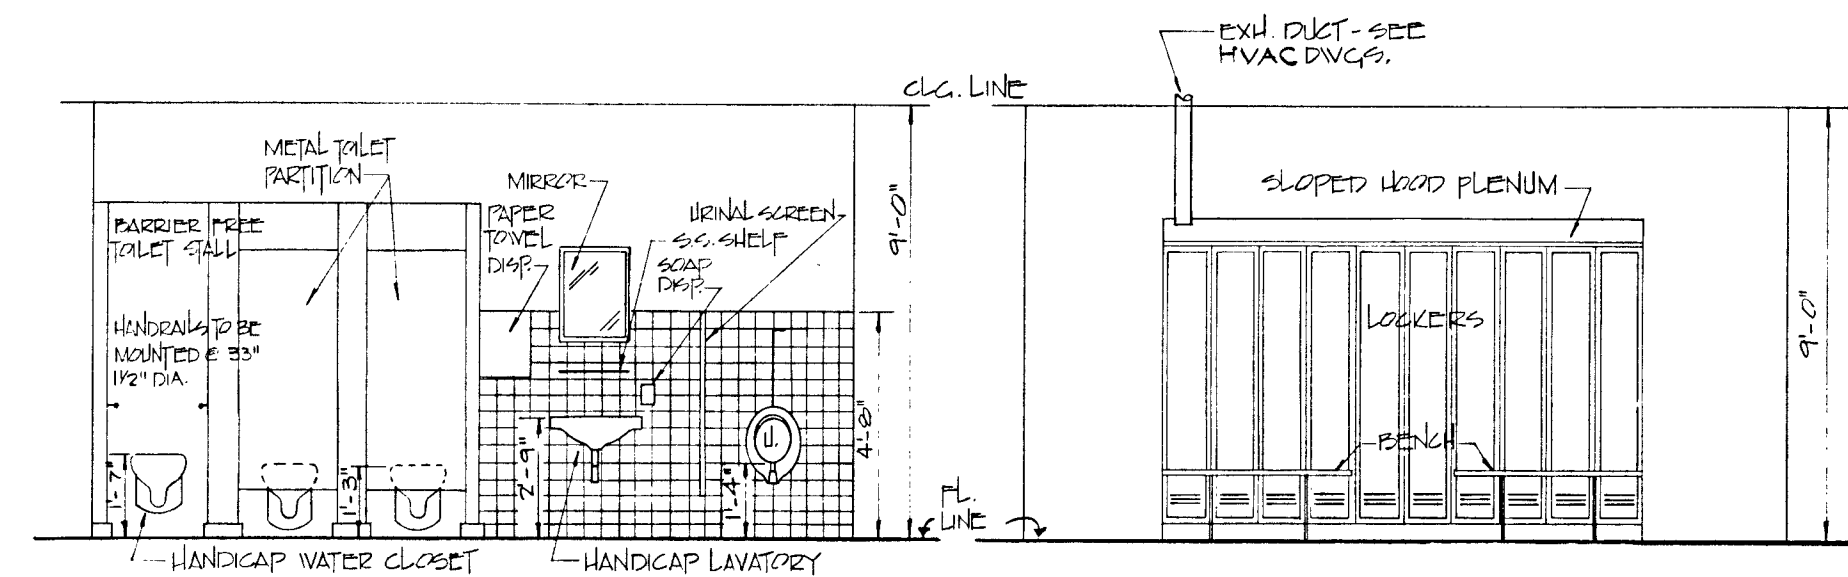 EXH. DUCT - SEE
HVAC DWGS.
CLG. LINE
METAL TOILET
PARTITION
MIRROR
SLOPED HOOD PLENUM
BARRIER FREE
TOILET STALL
PAPER
TOWEL
DISP.
URINAL SCREEN
S.S. SHELF
SOAP
DISP.
9'-0"
HANDRAILS TO BE
MOUNTED @ 33"
1½" DIA.
LOCKERS
9'-0"
4'-8"
U.
BENCH
1'-7"
1'-3"
2'-9"
1'-4"
FL.
LINE
HANDICAP WATER CLOSET
HANDICAP LAVATORY